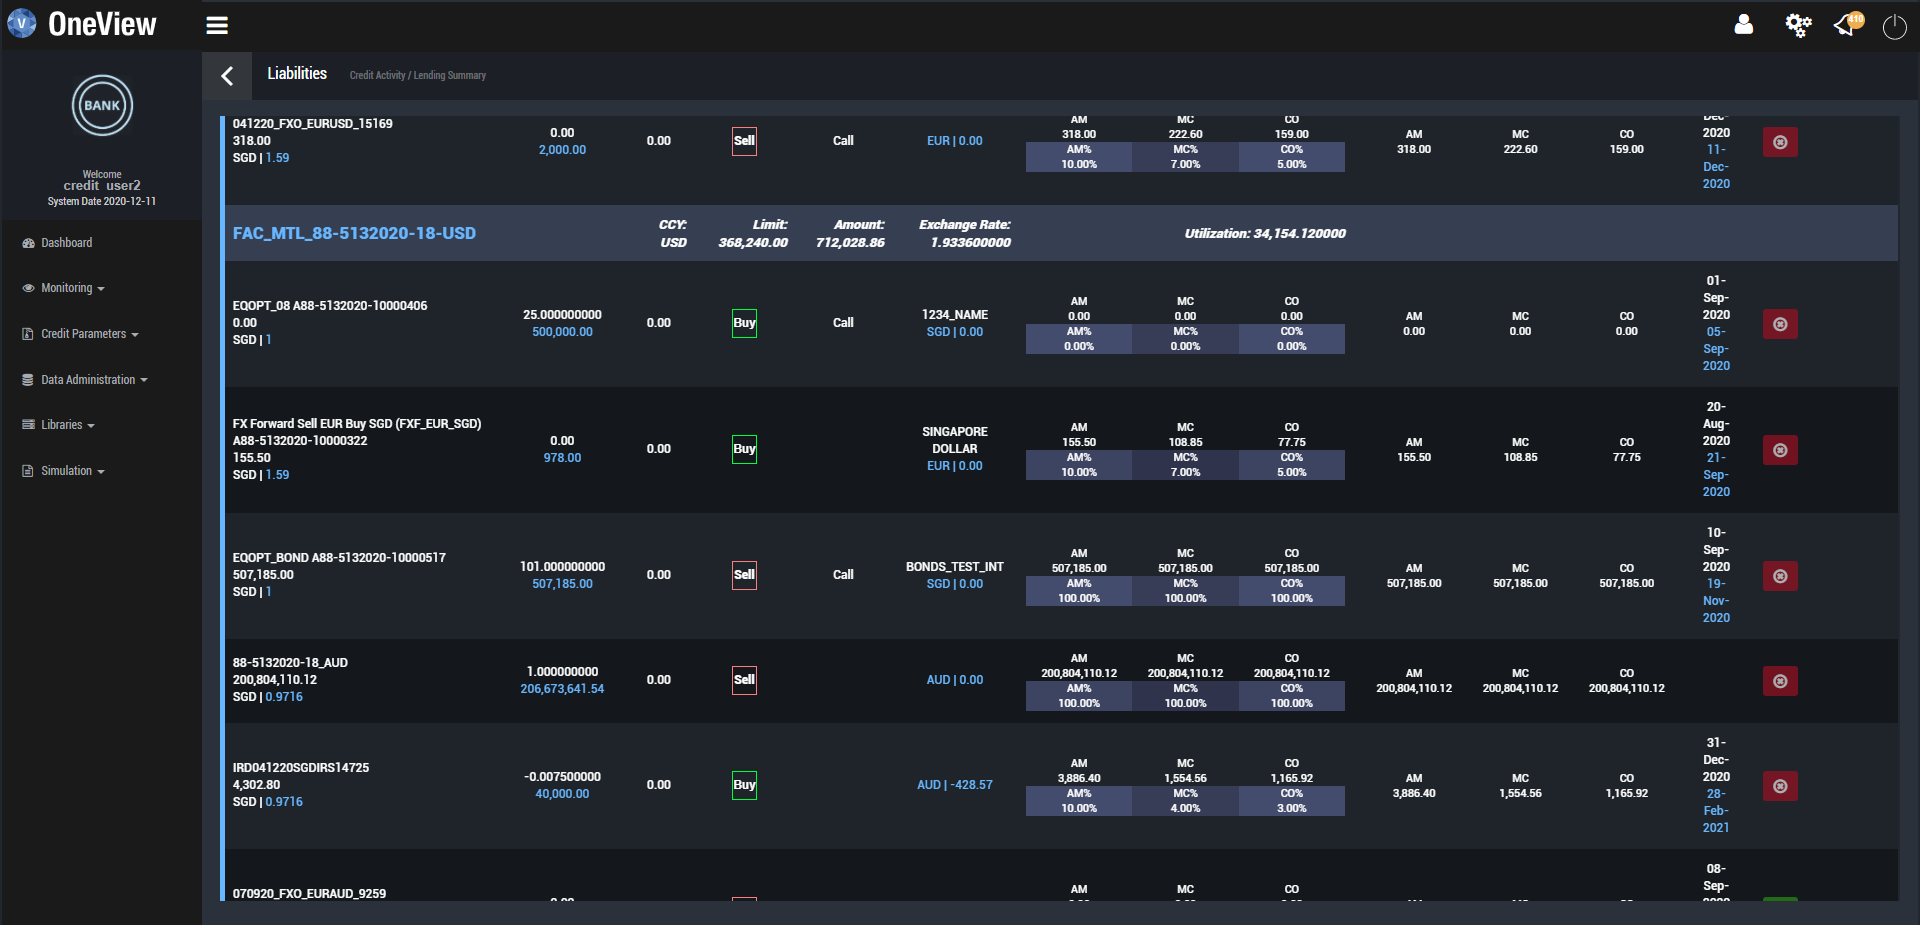 OneView
410
BANK
Welcome
credit_user2
System Date 2020-12-11
Dashboard
Monitoring
Credit Parameters
Data Administration
Libraries
Simulation
Liabilities
Credit Activity / Lending Summary
041220_FXO_EURUSD_15169
318.00
SGD | 1.59
0.00
2,000.00
0.00
Sell
Call
EUR | 0.00
AM MC CO
318.00 222.60 159.00
AM% MC% CO%
10.00% 7.00% 5.00%
AM MC CO
318.00 222.60 159.00
Dec-
2020
11-
Dec-
2020
FAC_MTL_88-5132020-18-USD
CCY: Limit: Amount: Exchange Rate:
USD 368,240.00 712,028.86 1.933600000
Utilization: 34,154.120000
EQOPT_08 A88-5132020-10000406
0.00
SGD | 1
25.000000000
500,000.00
0.00
Buy
Call
1234_NAME
SGD | 0.00
AM MC CO
0.00 0.00 0.00
AM% MC% CO%
0.00% 0.00% 0.00%
AM MC CO
0.00 0.00 0.00
01-
Sep-
2020
05-
Sep-
2020
FX Forward Sell EUR Buy SGD (FXF_EUR_SGD)
A88-5132020-10000322
155.50
SGD | 1.59
0.00
978.00
0.00
Buy
SINGAPORE
DOLLAR
EUR | 0.00
AM MC CO
155.50 108.85 77.75
AM% MC% CO%
10.00% 7.00% 5.00%
AM MC CO
155.50 108.85 77.75
20-
Aug-
2020
21-
Sep-
2020
EQOPT_BOND A88-5132020-10000517
507,185.00
SGD | 1
101.000000000
507,185.00
0.00
Sell
Call
BONDS_TEST_INT
SGD | 0.00
AM MC CO
507,185.00 507,185.00 507,185.00
AM% MC% CO%
100.00% 100.00% 100.00%
AM MC CO
507,185.00 507,185.00 507,185.00
10-
Sep-
2020
19-
Nov-
2020
88-5132020-18_AUD
200,804,110.12
SGD | 0.9716
1.000000000
206,673,641.54
0.00
Sell
AUD | 0.00
AM MC CO
200,804,110.12 200,804,110.12 200,804,110.12
AM% MC% CO%
100.00% 100.00% 100.00%
AM MC CO
200,804,110.12 200,804,110.12 200,804,110.12
IRD041220SGDIRS14725
4,302.80
SGD | 0.9716
-0.007500000
40,000.00
0.00
Buy
AUD | -428.57
AM MC CO
3,886.40 1,554.56 1,165.92
AM% MC% CO%
10.00% 4.00% 3.00%
AM MC CO
3,886.40 1,554.56 1,165.92
31-
Dec-
2020
28-
Feb-
2021
070920_FXO_EURAUD_9259
AM MC CO
08-
Sep-